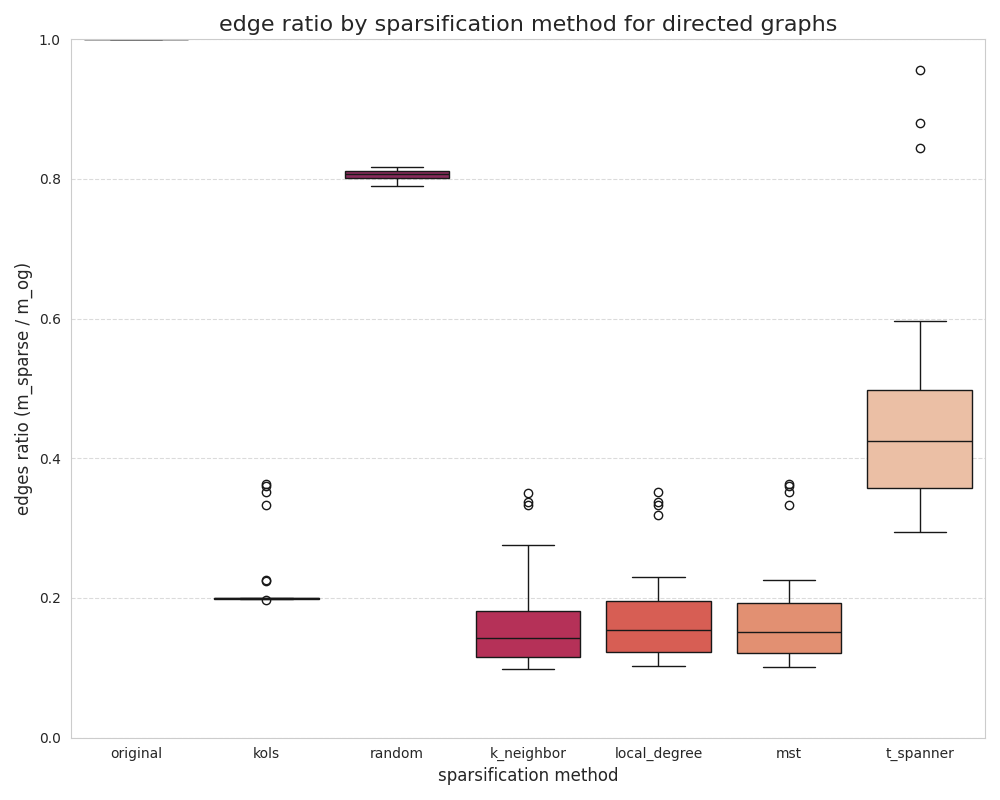 edge ratio by sparsification method for directed graphs
edges ratio (m_sparse / m_og)
1.0
0.8
0.6
0.4
0.2
0.0
original kols random k_neighbor local_degree mst t_spanner
sparsification method